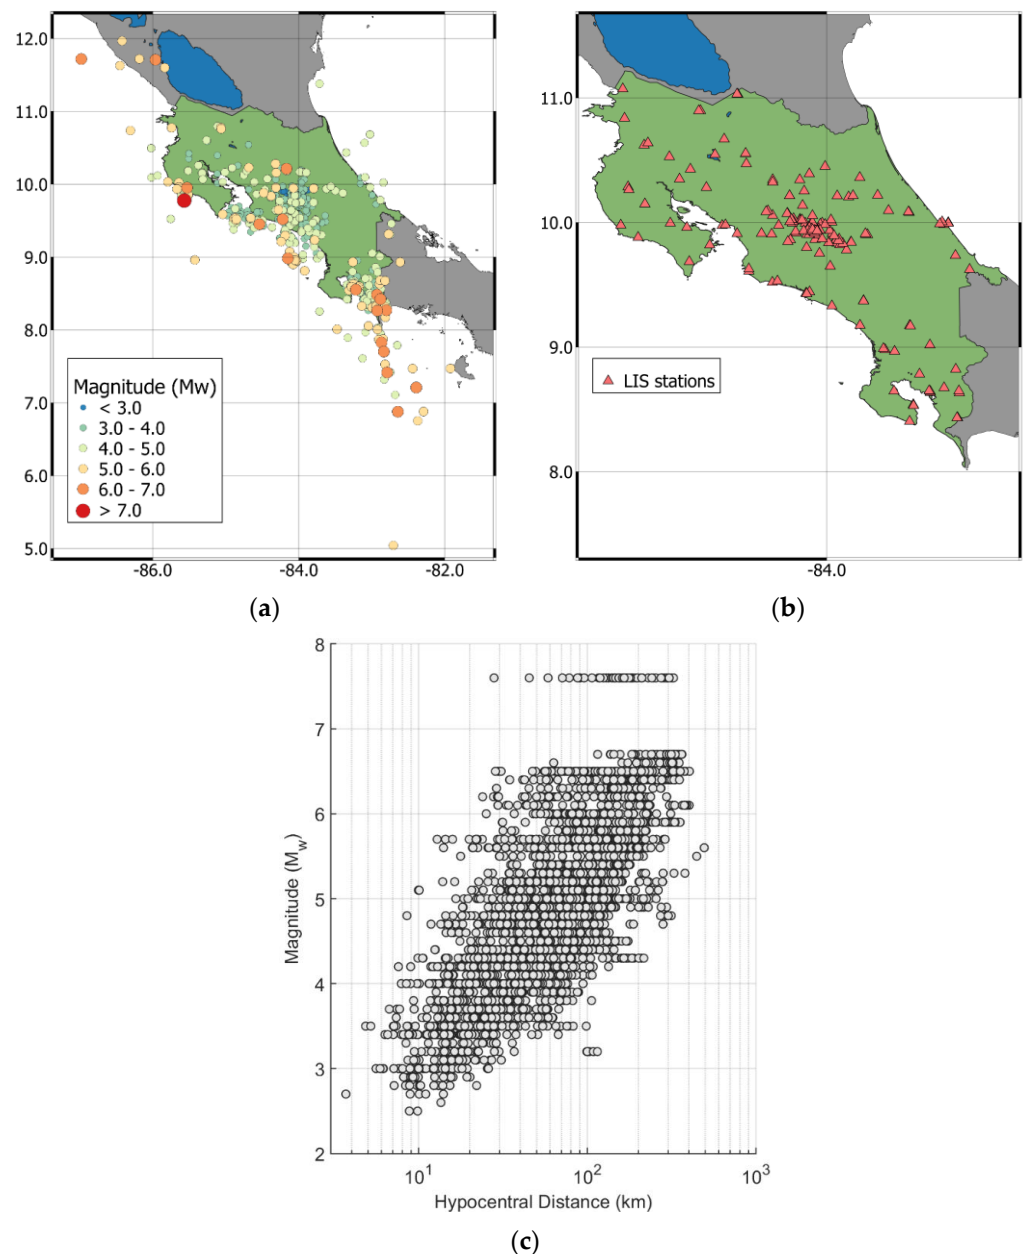 12.0
11.0
10.0
9.0
8.0
7.0
6.0
5.0
-86.0
-84.0
-82.0
Magnitude (Mw)
< 3.0
3.0 - 4.0
4.0 - 5.0
5.0 - 6.0
6.0 - 7.0
> 7.0
(a)
11.0
10.0
9.0
8.0
-84.0
LIS stations
(b)
8
7
6
5
4
3
2
Magnitude (Mw)
10¹
10²
10³
Hypocentral Distance (km)
(c)